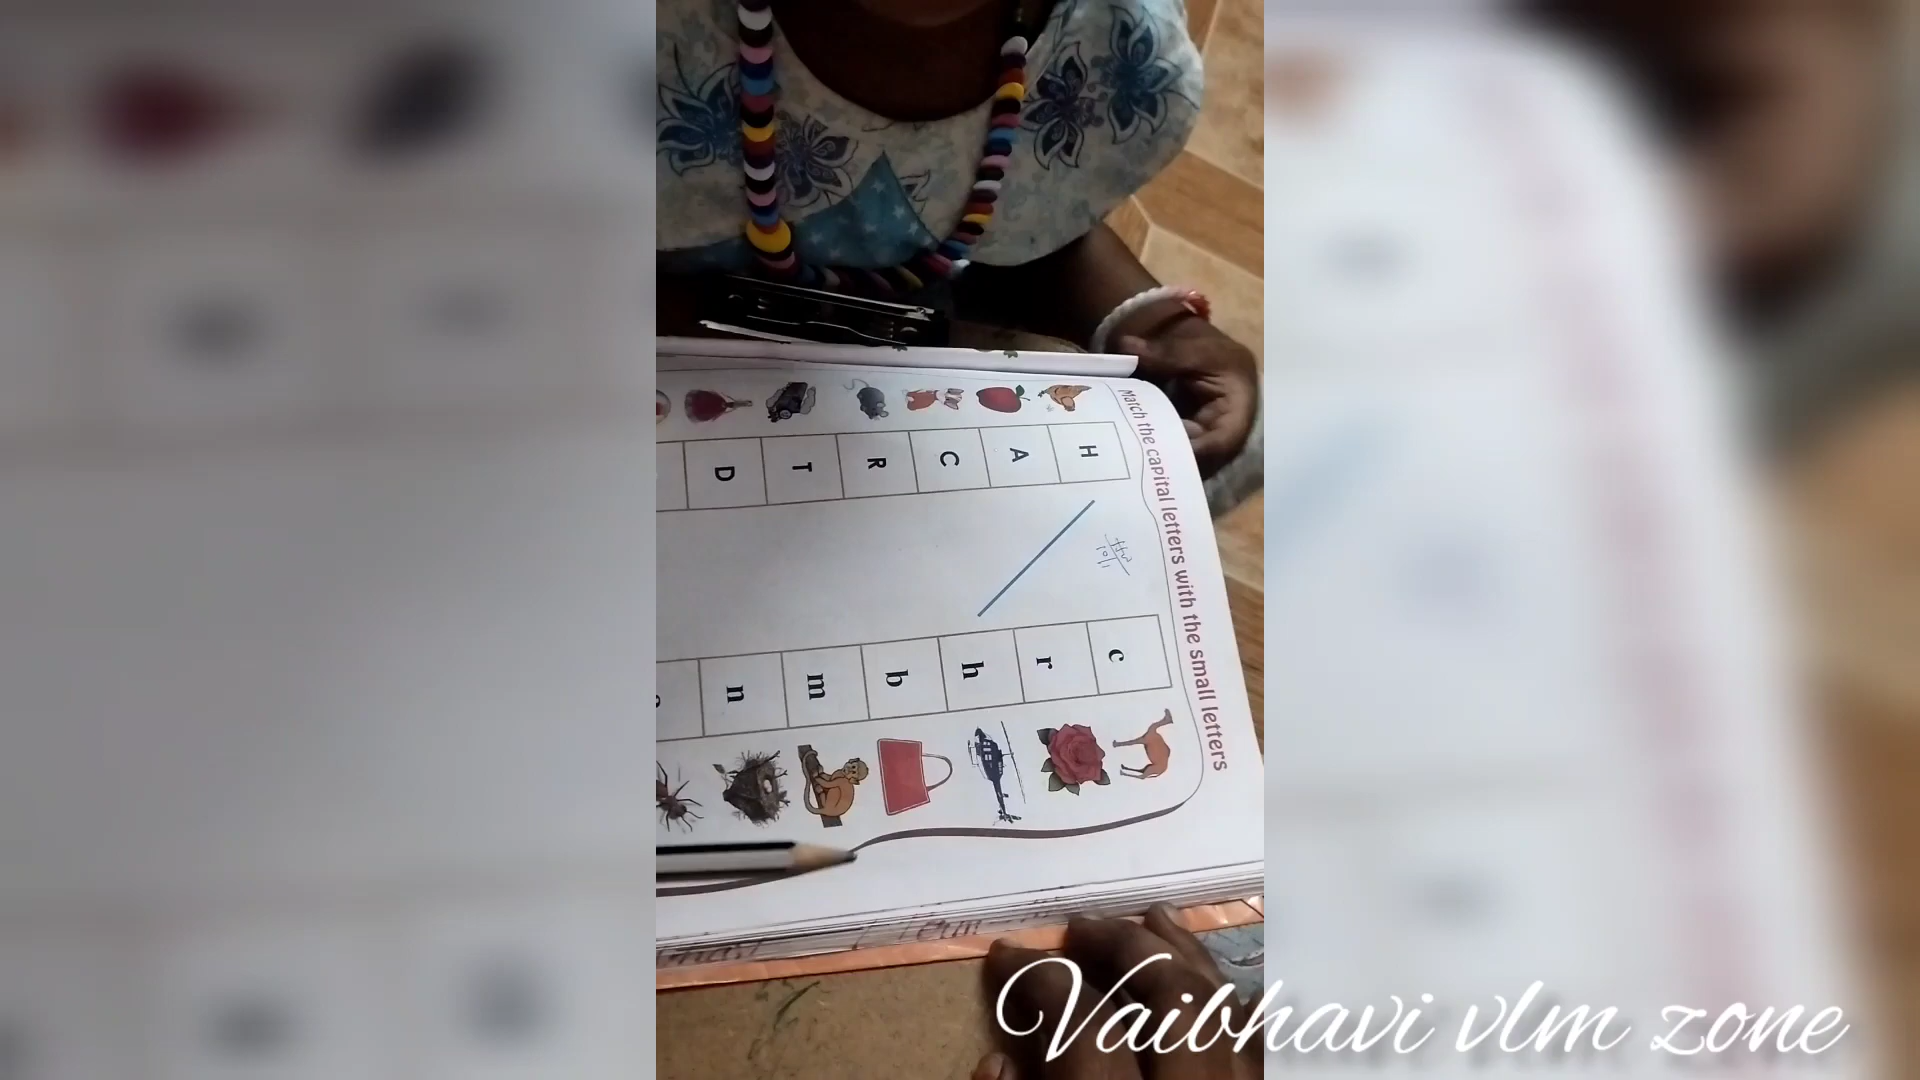 Match the capital letters with the small letters
H
A
C
R
T
D
c
r
h
b
m
n
Vaibhavi vlm zone